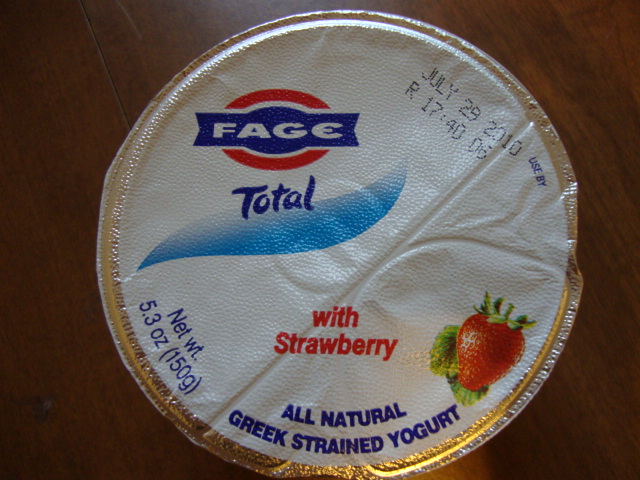 FAGE
Total
JULY 29 2010
R 17:40 06
USE BY
Net wt.
5.3 oz (150g)
with
Strawberry
ALL NATURAL
GREEK STRAINED YOGURT